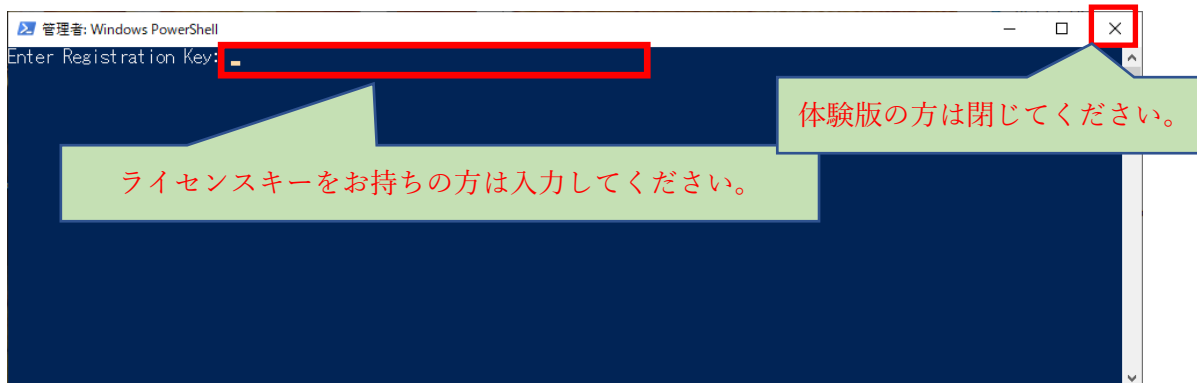 管理者: Windows PowerShell
Enter Registration Key:
体験版の方は閉じてください。
ライセンスキーをお持ちの方は入力してください。